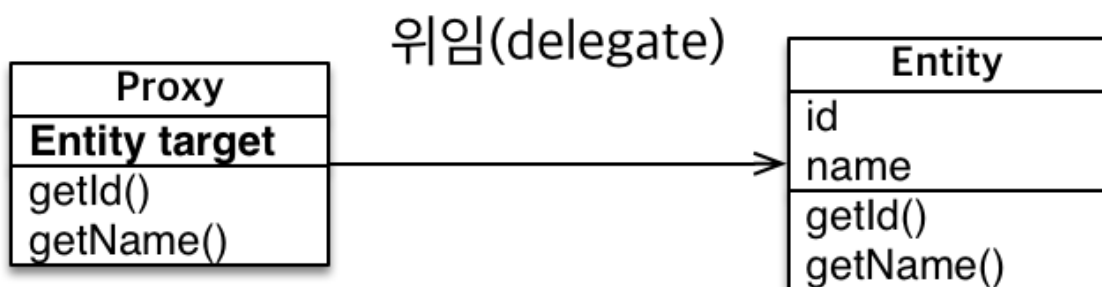 위임(delegate)
Proxy
Entity target
getId()
getName()
Entity
id
name
getId()
getName()